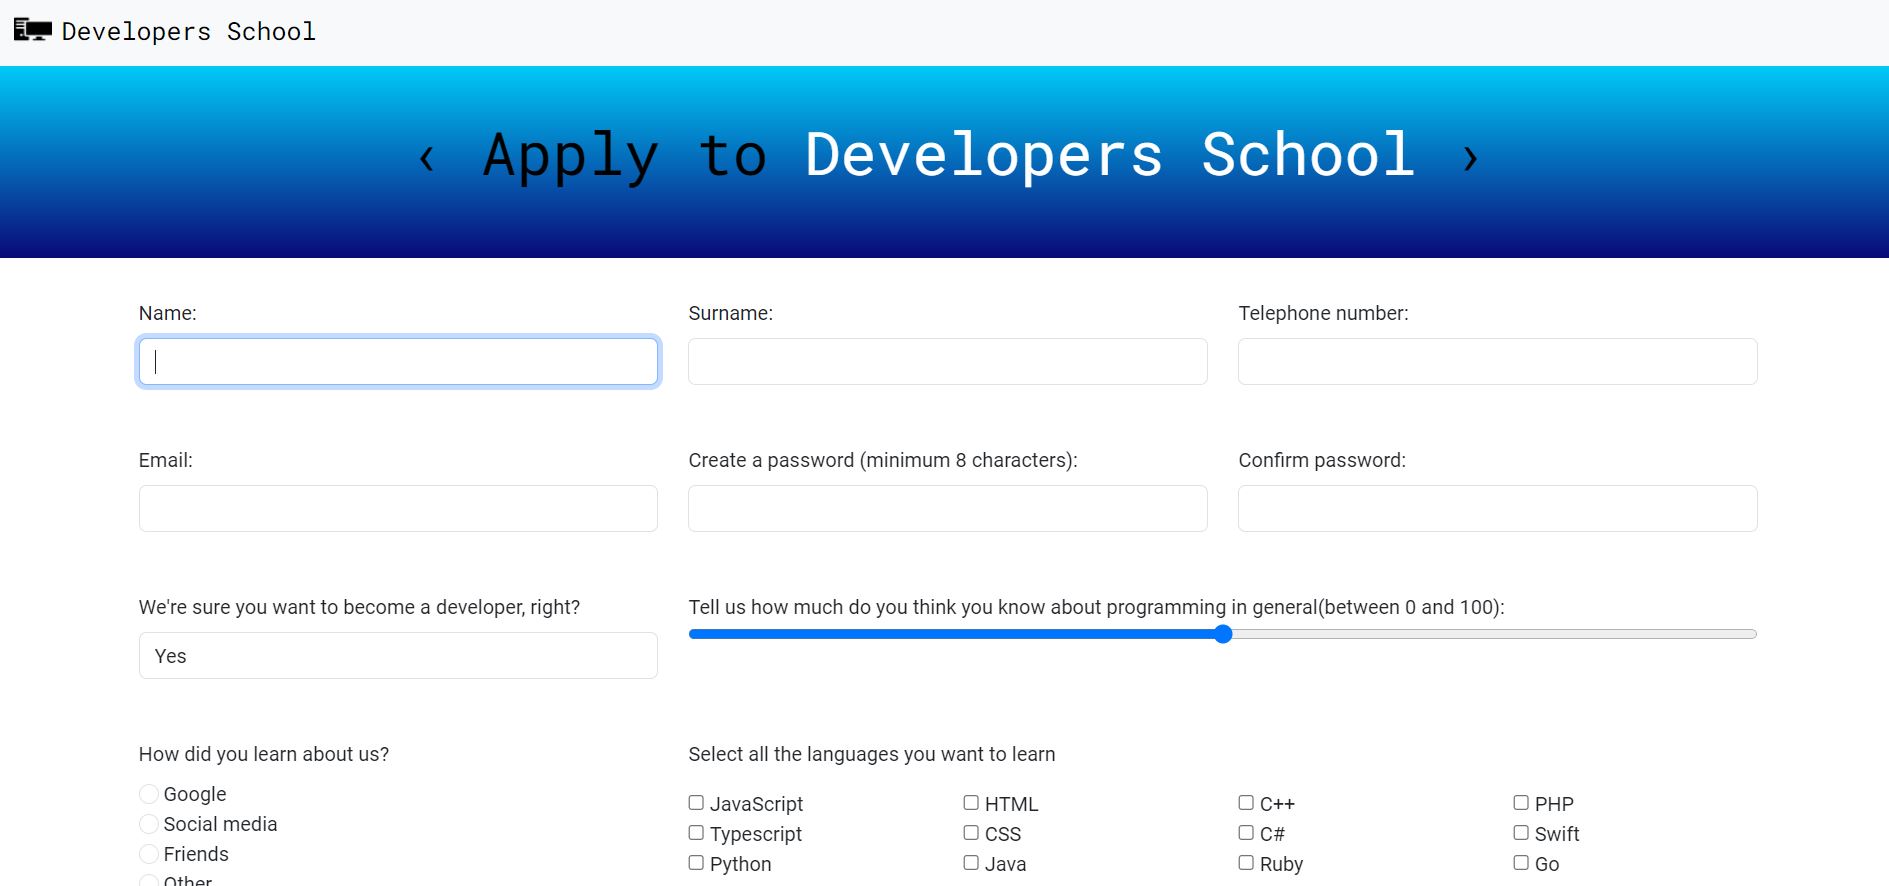 Developers School
‹ Apply to Developers School ›
Name:
Surname:
Telephone number:
Email:
Create a password (minimum 8 characters):
Confirm password:
We're sure you want to become a developer, right?
Yes
Tell us how much do you think you know about programming in general(between 0 and 100):
How did you learn about us?
Google
Social media
Friends
Other
Select all the languages you want to learn
JavaScript
Typescript
Python
HTML
CSS
Java
C++
C#
Ruby
PHP
Swift
Go